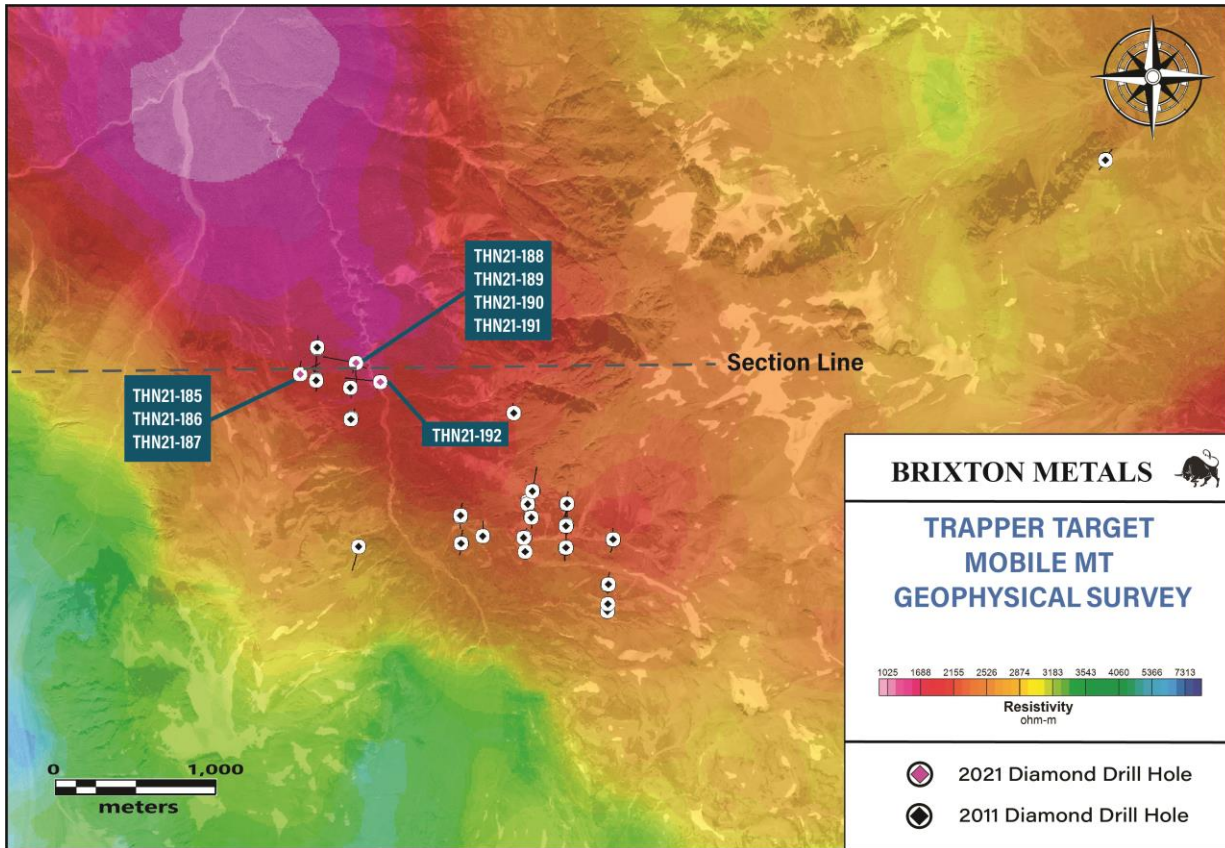 THN21-188
THN21-189
THN21-190
THN21-191
Section Line
THN21-185
THN21-186
THN21-187
THN21-192
BRIXTON METALS
TRAPPER TARGET
MOBILE MT
GEOPHYSICAL SURVEY
1025 1688 2155 2526 2874 3183 3543 4060 5366 7313
Resistivity
ohm-m
0 1,000
meters
2021 Diamond Drill Hole
2011 Diamond Drill Hole